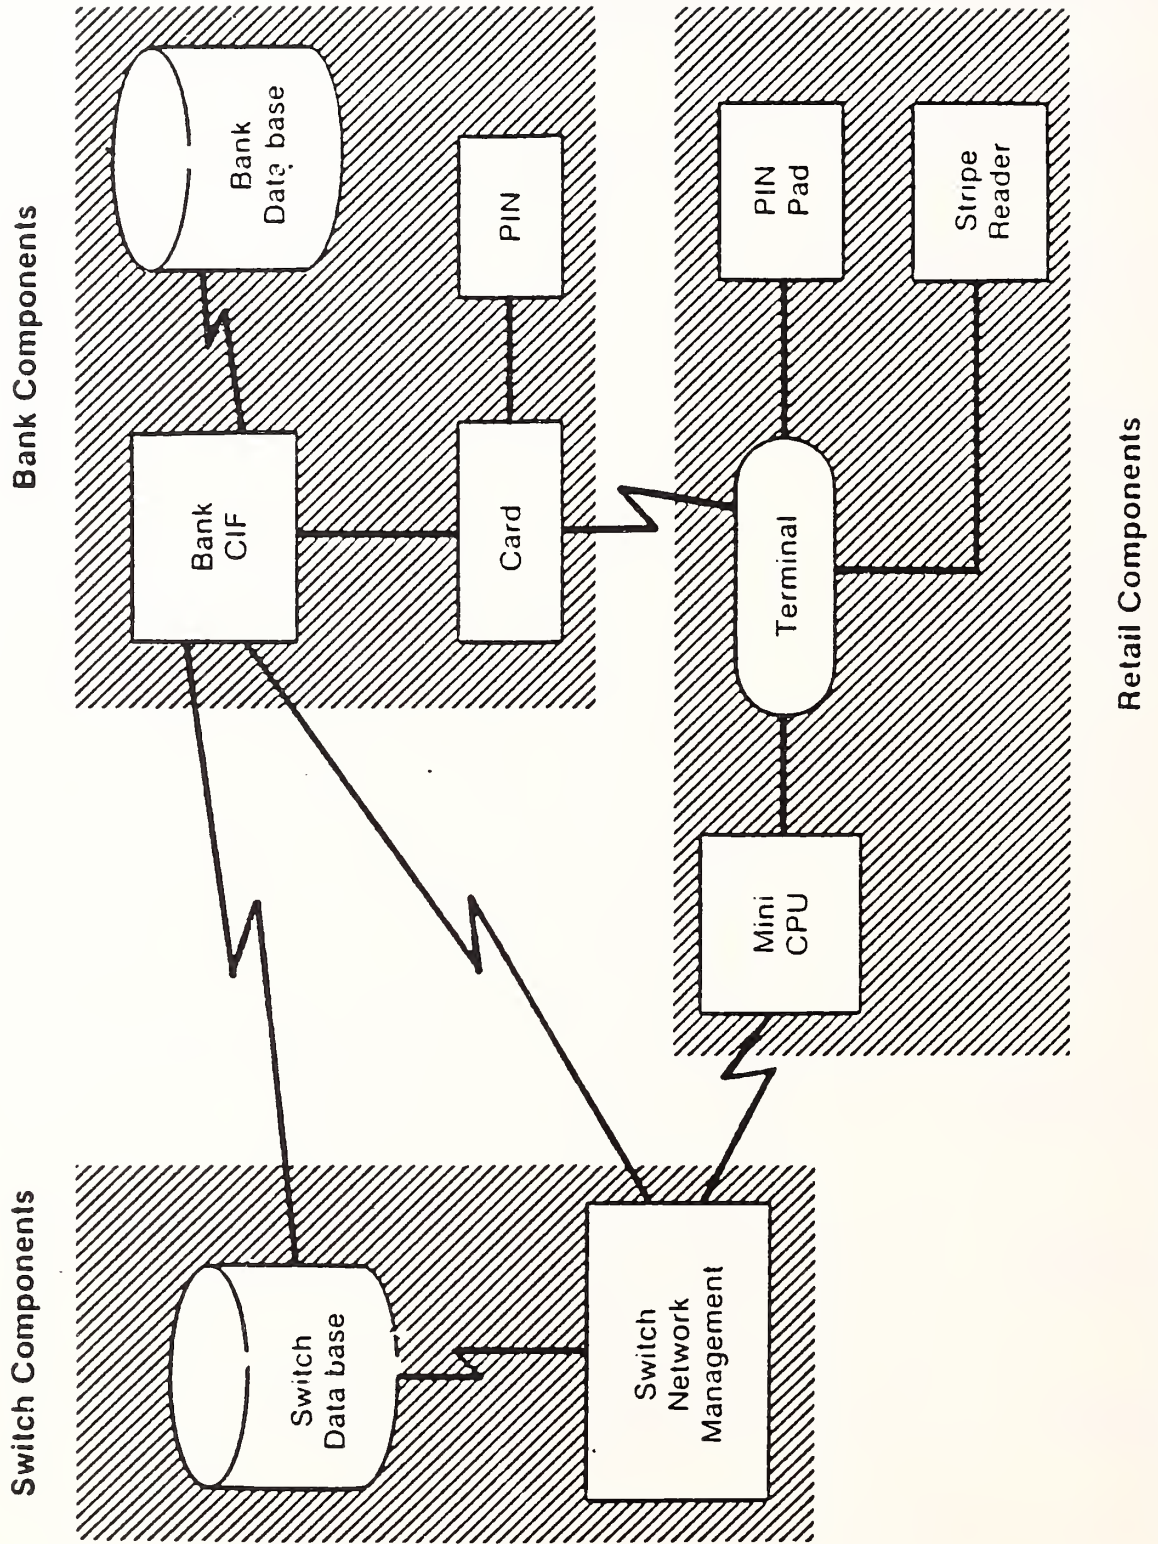 Switch Components
Bank Components
Switch
Data base
Bank
CIF
Bank
Data base
Card
PIN
Switch
Network
Management
Mini
CPU
Terminal
PIN
Pad
Stripe
Reader
Retail Components